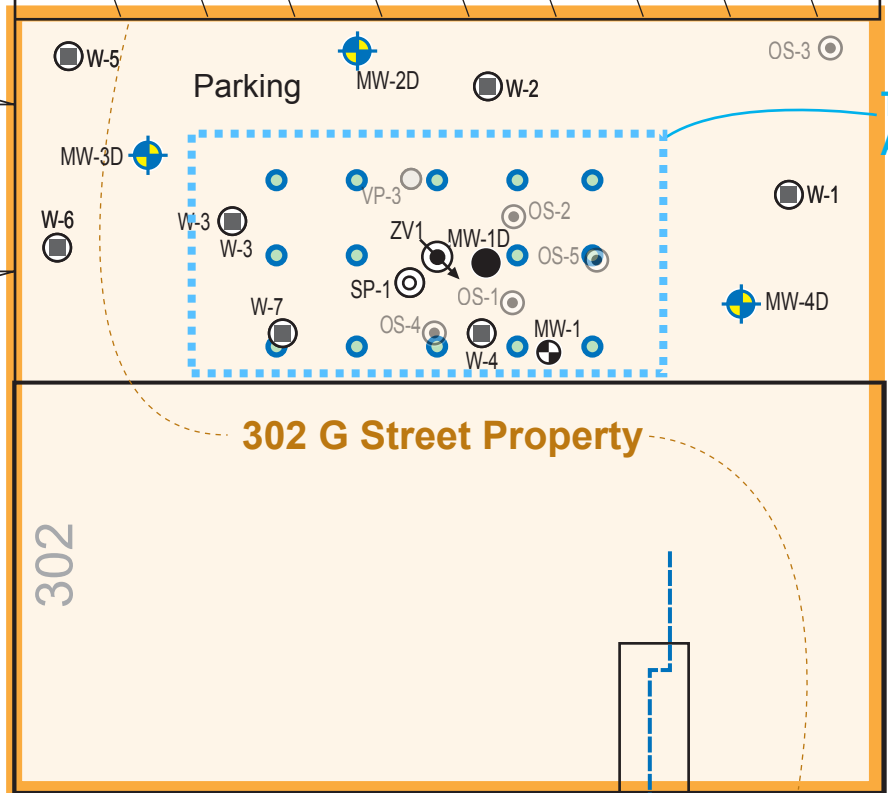 OS-3
W-5
Parking
MW-2D
W-2
MW-3D
VP-3
W-1
W-6
W-3
W-3
OS-2
ZV1
MW-1D
OS-5
SP-1
OS-1
MW-4D
W-7
OS-4
MW-1
W-4
302 G Street Property
302